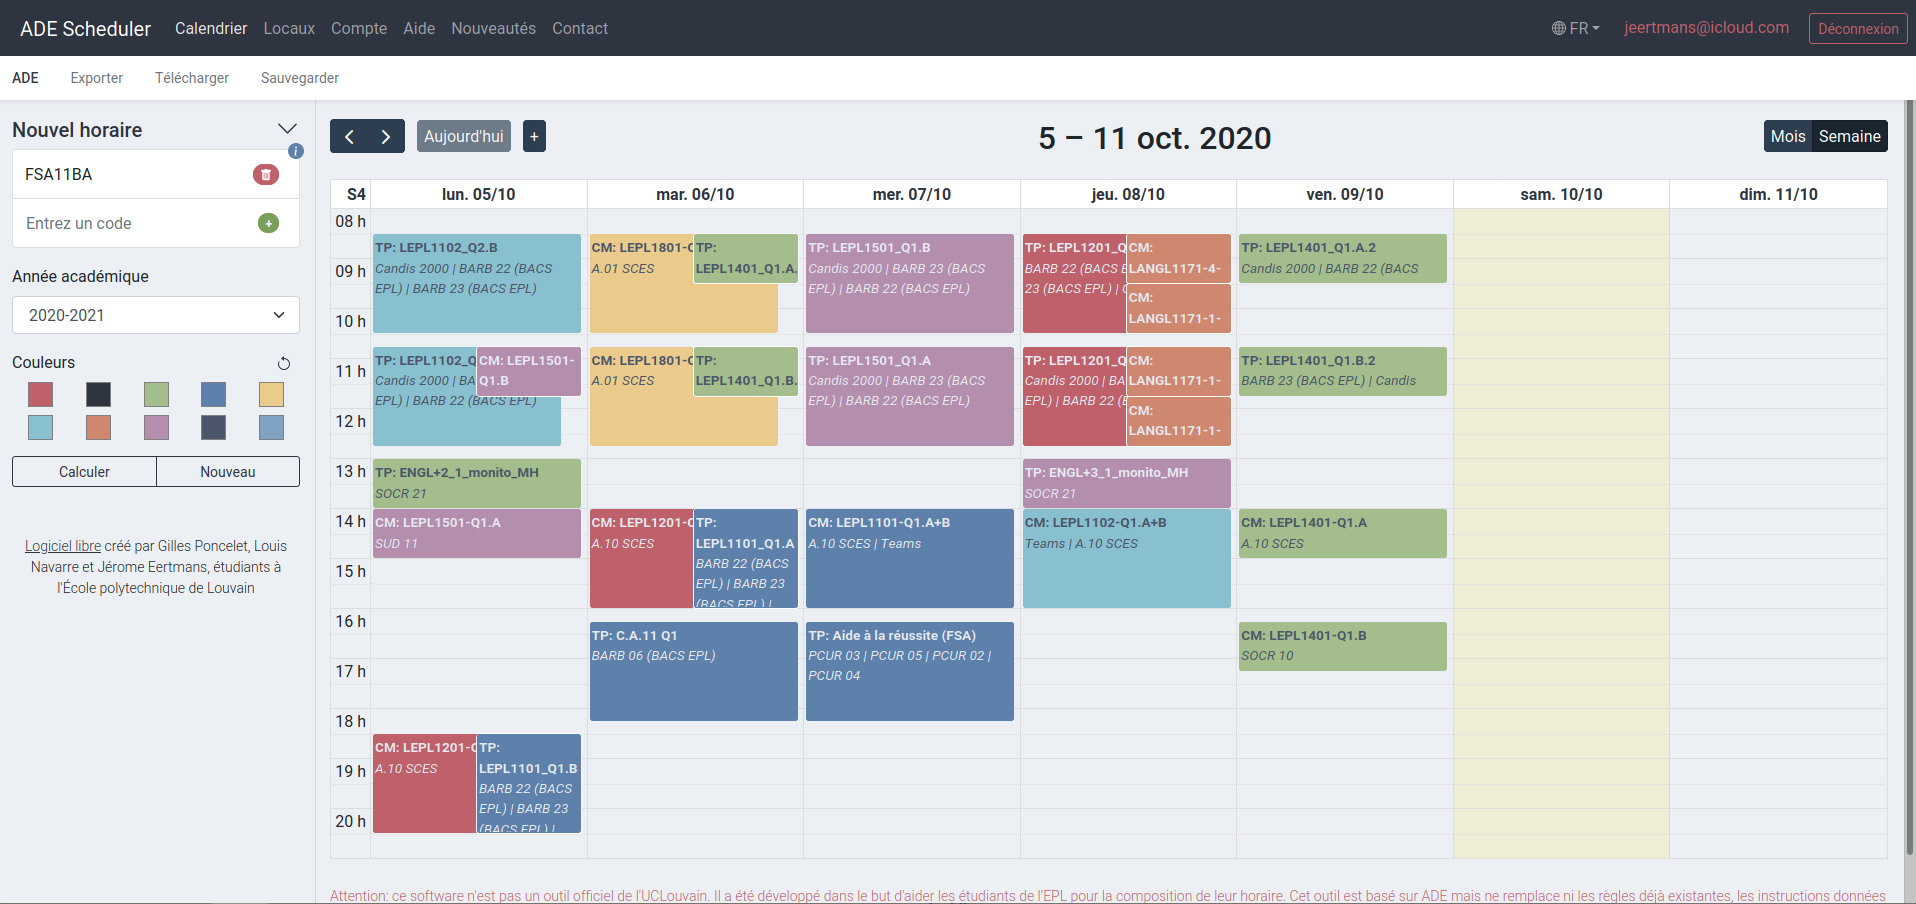 ADE Scheduler Calendrier Locaux Compte Aide Nouveautés Contact FR jeertmans@icloud.com Déconnexion
ADE Exporter Télécharger Sauvegarder
Nouvel horaire
i
FSA11BA
Entrez un code
+
Année académique
2020-2021
Couleurs
Calculer Nouveau
Logiciel libre créé par Gilles Poncelet, Louis
Navarre et Jérome Eertmans, étudiants à
l'École polytechnique de Louvain
Aujourd'hui + 5 – 11 oct. 2020 Mois Semaine
S4 lun. 05/10 mar. 06/10 mer. 07/10 jeu. 08/10 ven. 09/10 sam. 10/10 dim. 11/10
08 h
09 h
10 h
11 h
12 h
13 h
14 h
15 h
16 h
17 h
18 h
19 h
20 h
TP: LEPL1102_Q2.B
Candis 2000 | BARB 22 (BACS
EPL) | BARB 23 (BACS EPL)
TP: LEPL1102_Q
Candis 2000 | BA
EPL) | BARB 22 (BACS EPL)
CM: LEPL1501-
Q1.B
TP: ENGL+2_1_monito_MH
SOCR 21
CM: LEPL1501-Q1.A
SUD 11
CM: LEPL1201-
A.10 SCES
TP:
LEPL1101_Q1.B
BARB 22 (BACS
EPL) | BARB 23
(BACS EPL) |
CM: LEPL1801-
A.01 SCES
TP:
LEPL1401_Q1.A.
CM: LEPL1801-
A.01 SCES
TP:
LEPL1401_Q1.B.
CM: LEPL1201-
A.10 SCES
TP:
LEPL1101_Q1.A
BARB 22 (BACS
EPL) | BARB 23
(BACS EPL) |
TP: C.A.11 Q1
BARB 06 (BACS EPL)
TP: LEPL1501_Q1.B
Candis 2000 | BARB 23 (BACS
EPL) | BARB 22 (BACS EPL)
TP: LEPL1501_Q1.A
Candis 2000 | BARB 23 (BACS
EPL) | BARB 22 (BACS EPL)
CM: LEPL1101-Q1.A+B
A.10 SCES | Teams
TP: Aide à la réussite (FSA)
PCUR 03 | PCUR 05 | PCUR 02 |
PCUR 04
TP: LEPL1201_Q
BARB 22 (BACS
23 (BACS EPL) |
CM:
LANGL1171-4-
CM:
LANGL1171-1-
TP: LEPL1201_Q
Candis 2000 | BA
EPL) | BARB 22 (
CM:
LANGL1171-1-
CM:
LANGL1171-1-
TP: ENGL+3_1_monito_MH
SOCR 21
CM: LEPL1102-Q1.A+B
Teams | A.10 SCES
TP: LEPL1401_Q1.A.2
Candis 2000 | BARB 22 (BACS
TP: LEPL1401_Q1.B.2
BARB 23 (BACS EPL) | Candis
CM: LEPL1401-Q1.A
A.10 SCES
CM: LEPL1401-Q1.B
SOCR 10
Attention: ce software n'est pas un outil officiel de l'UCLouvain. Il a été développé dans le but d'aider les étudiants de l'EPL pour la composition de leur horaire. Cet outil est basé sur ADE mais ne remplace ni les règles déjà existantes, les instructions données